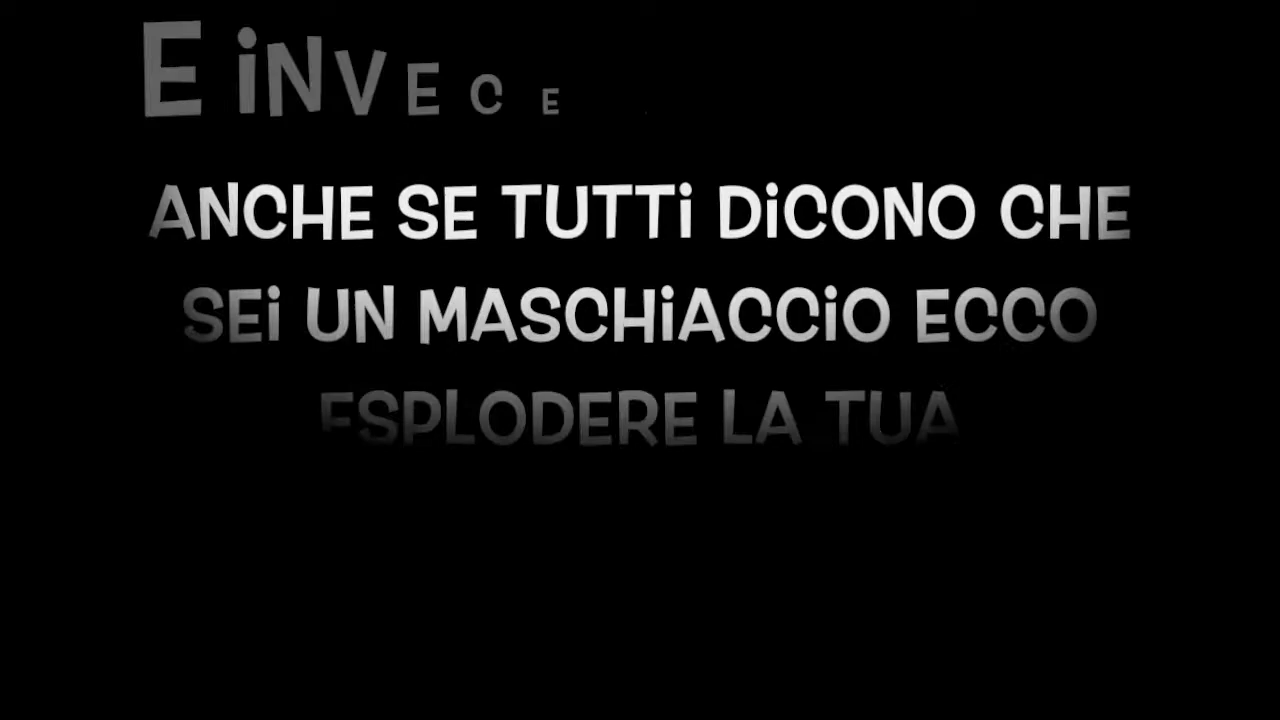 E iNVECE
ANCHE SE TUTTi DiCONO CHE
SEi UN MASCHiACCiO ECCO
ESPLODERE LA TUA